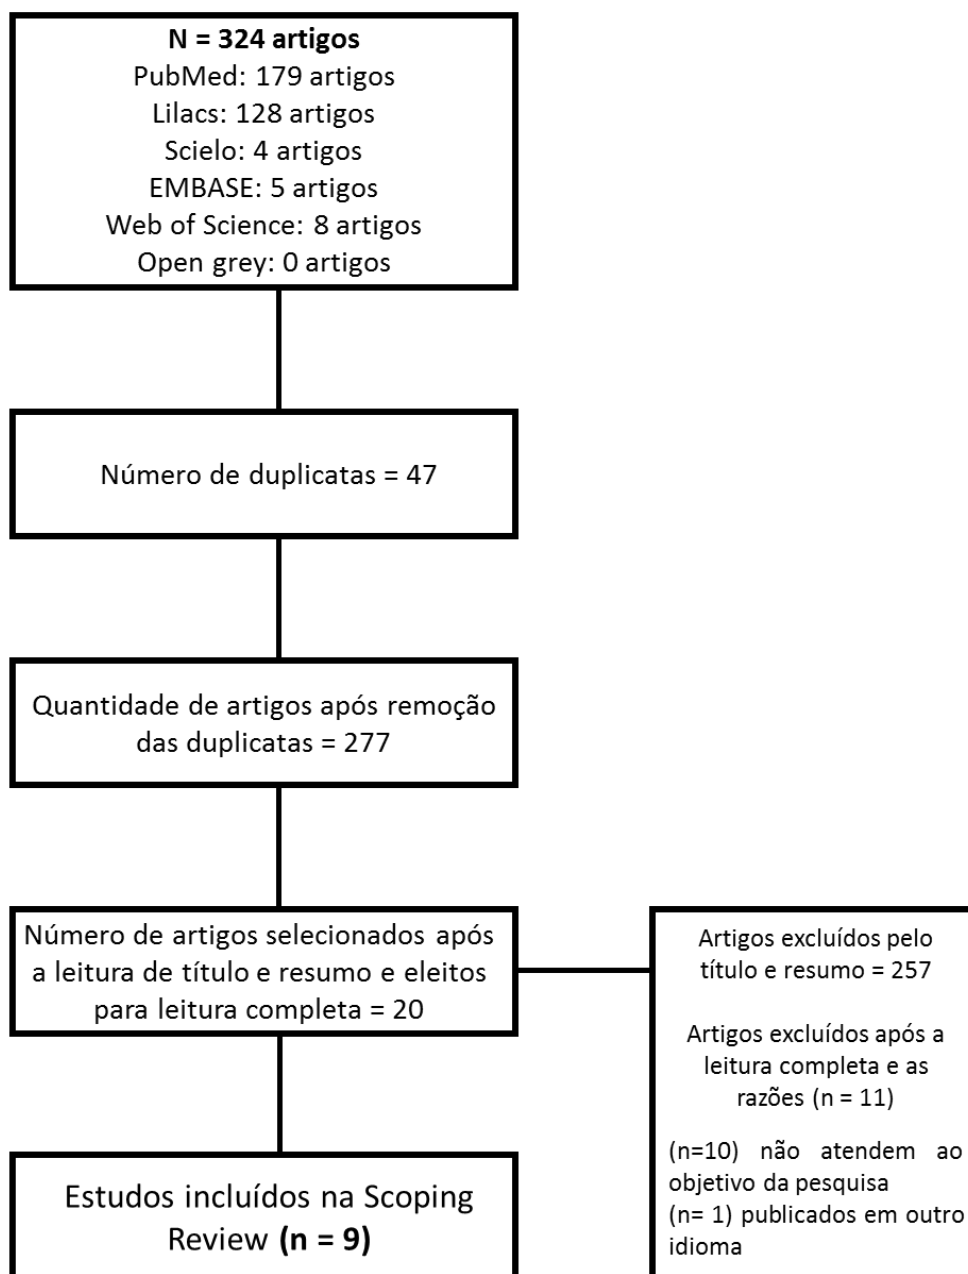 N = 324 artigos
PubMed: 179 artigos
Lilacs: 128 artigos
Scielo: 4 artigos
EMBASE: 5 artigos
Web of Science: 8 artigos
Open grey: 0 artigos
Número de duplicatas = 47
Quantidade de artigos após remoção
das duplicatas = 277
Número de artigos selecionados após
a leitura de título e resumo e eleitos
para leitura completa = 20
Artigos excluídos pelo
título e resumo = 257
Artigos excluídos após a
leitura completa e as
razões (n = 11)
(n=10) não atendem ao
objetivo da pesquisa
(n= 1) publicados em outro
idioma
Estudos incluídos na Scoping
Review (n = 9)